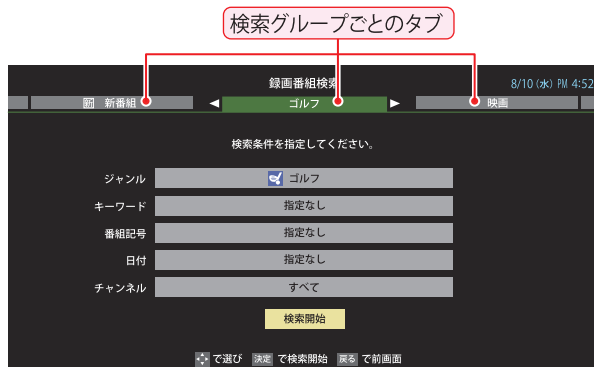 検索グループごとのタブ
録画番組検索
8/10 (水) PM 4:52
新 新番組 ゴルフ 映画
検索条件を指定してください。
ジャンル ゴルフ
キーワード 指定なし
番組記号 指定なし
日付 指定なし
チャンネル すべて
検索開始
で選び 決定 で検索開始 戻る で前画面